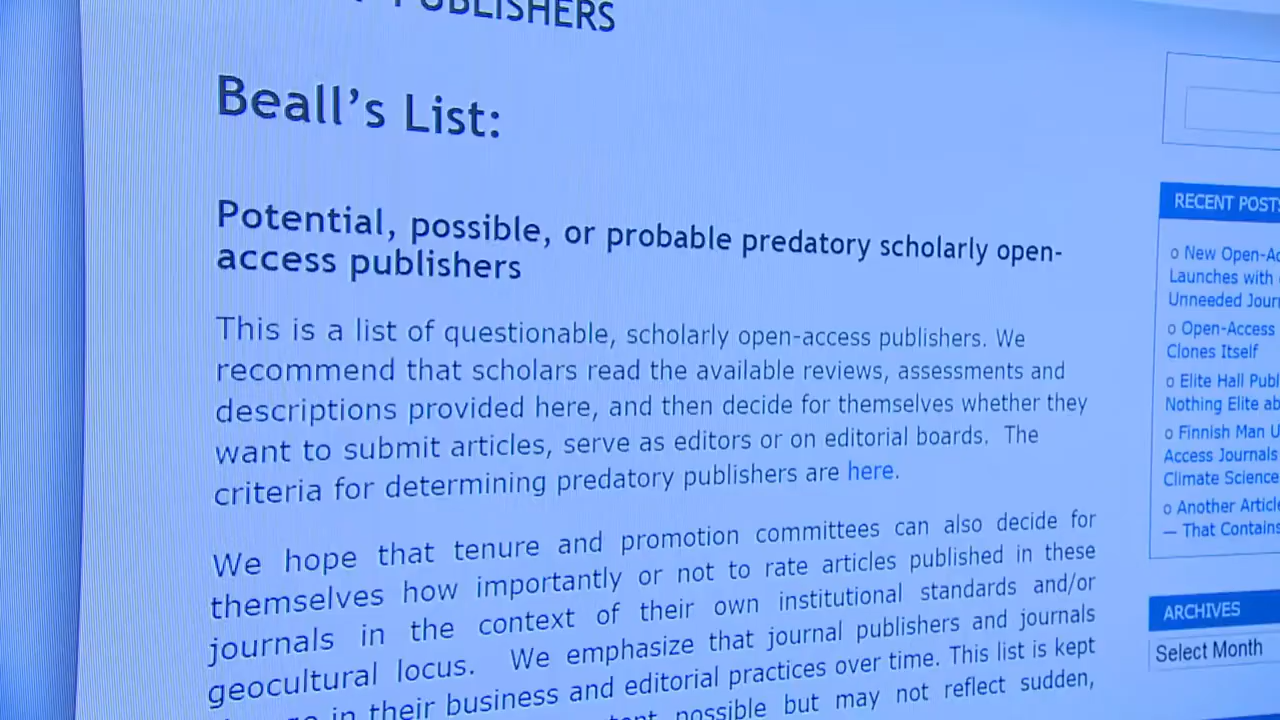 PUBLISHERS
Beall's List:
Potential, possible, or probable predatory scholarly open-
access publishers
This is a list of questionable, scholarly open-access publishers. We
recommend that scholars read the available reviews, assessments and
descriptions provided here, and then decide for themselves whether they
want to submit articles, serve as editors or on editorial boards. The
criteria for determining predatory publishers are here.
We hope that tenure and promotion committees can also decide for
themselves how importantly or not to rate articles published in these
journals in the context of their own institutional standards and/or
geocultural locus. We emphasize that journal publishers and journals
in their business and editorial practices over time. This list is kept
possible but may not reflect sudden,
RECENT POSTS
o New Open-Ac
Launches with
Unneeded Jour
o Open-Access
Clones Itself
o Elite Hall Publ
Nothing Elite ab
o Finnish Man U
Access Journals
Climate Science
o Another Article
— That Contains
ARCHIVES
Select Month